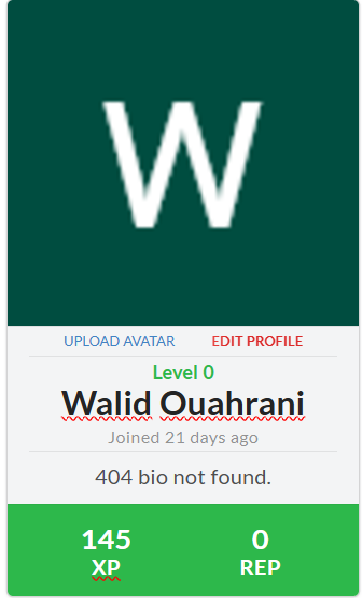 W
UPLOAD AVATAR EDIT PROFILE
Level 0
Walid Ouahrani
Joined 21 days ago
404 bio not found.
145 0
XP REP